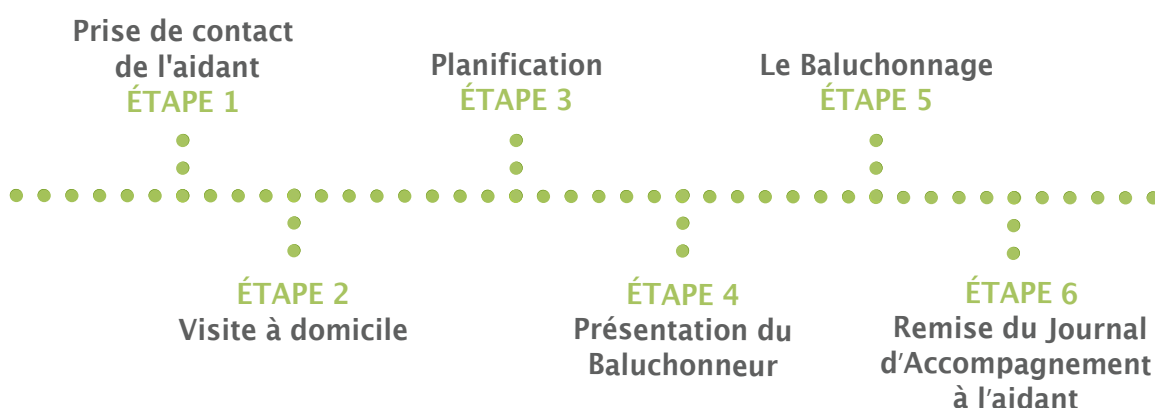 Prise de contact
de l'aidant
ÉTAPE 1
ÉTAPE 2
Visite à domicile
Planification
ÉTAPE 3
ÉTAPE 4
Présentation du
Baluchonneur
Le Baluchonnage
ÉTAPE 5
ÉTAPE 6
Remise du Journal
d'Accompagnement
à l'aidant